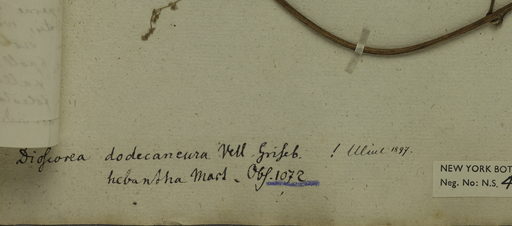 Dioscorea dodecaneura Vell. Griseb. ! Uline 1897.
hebantha Mart. Obs. 1072
NEW YORK BOT
Neg. No: N.S. 4